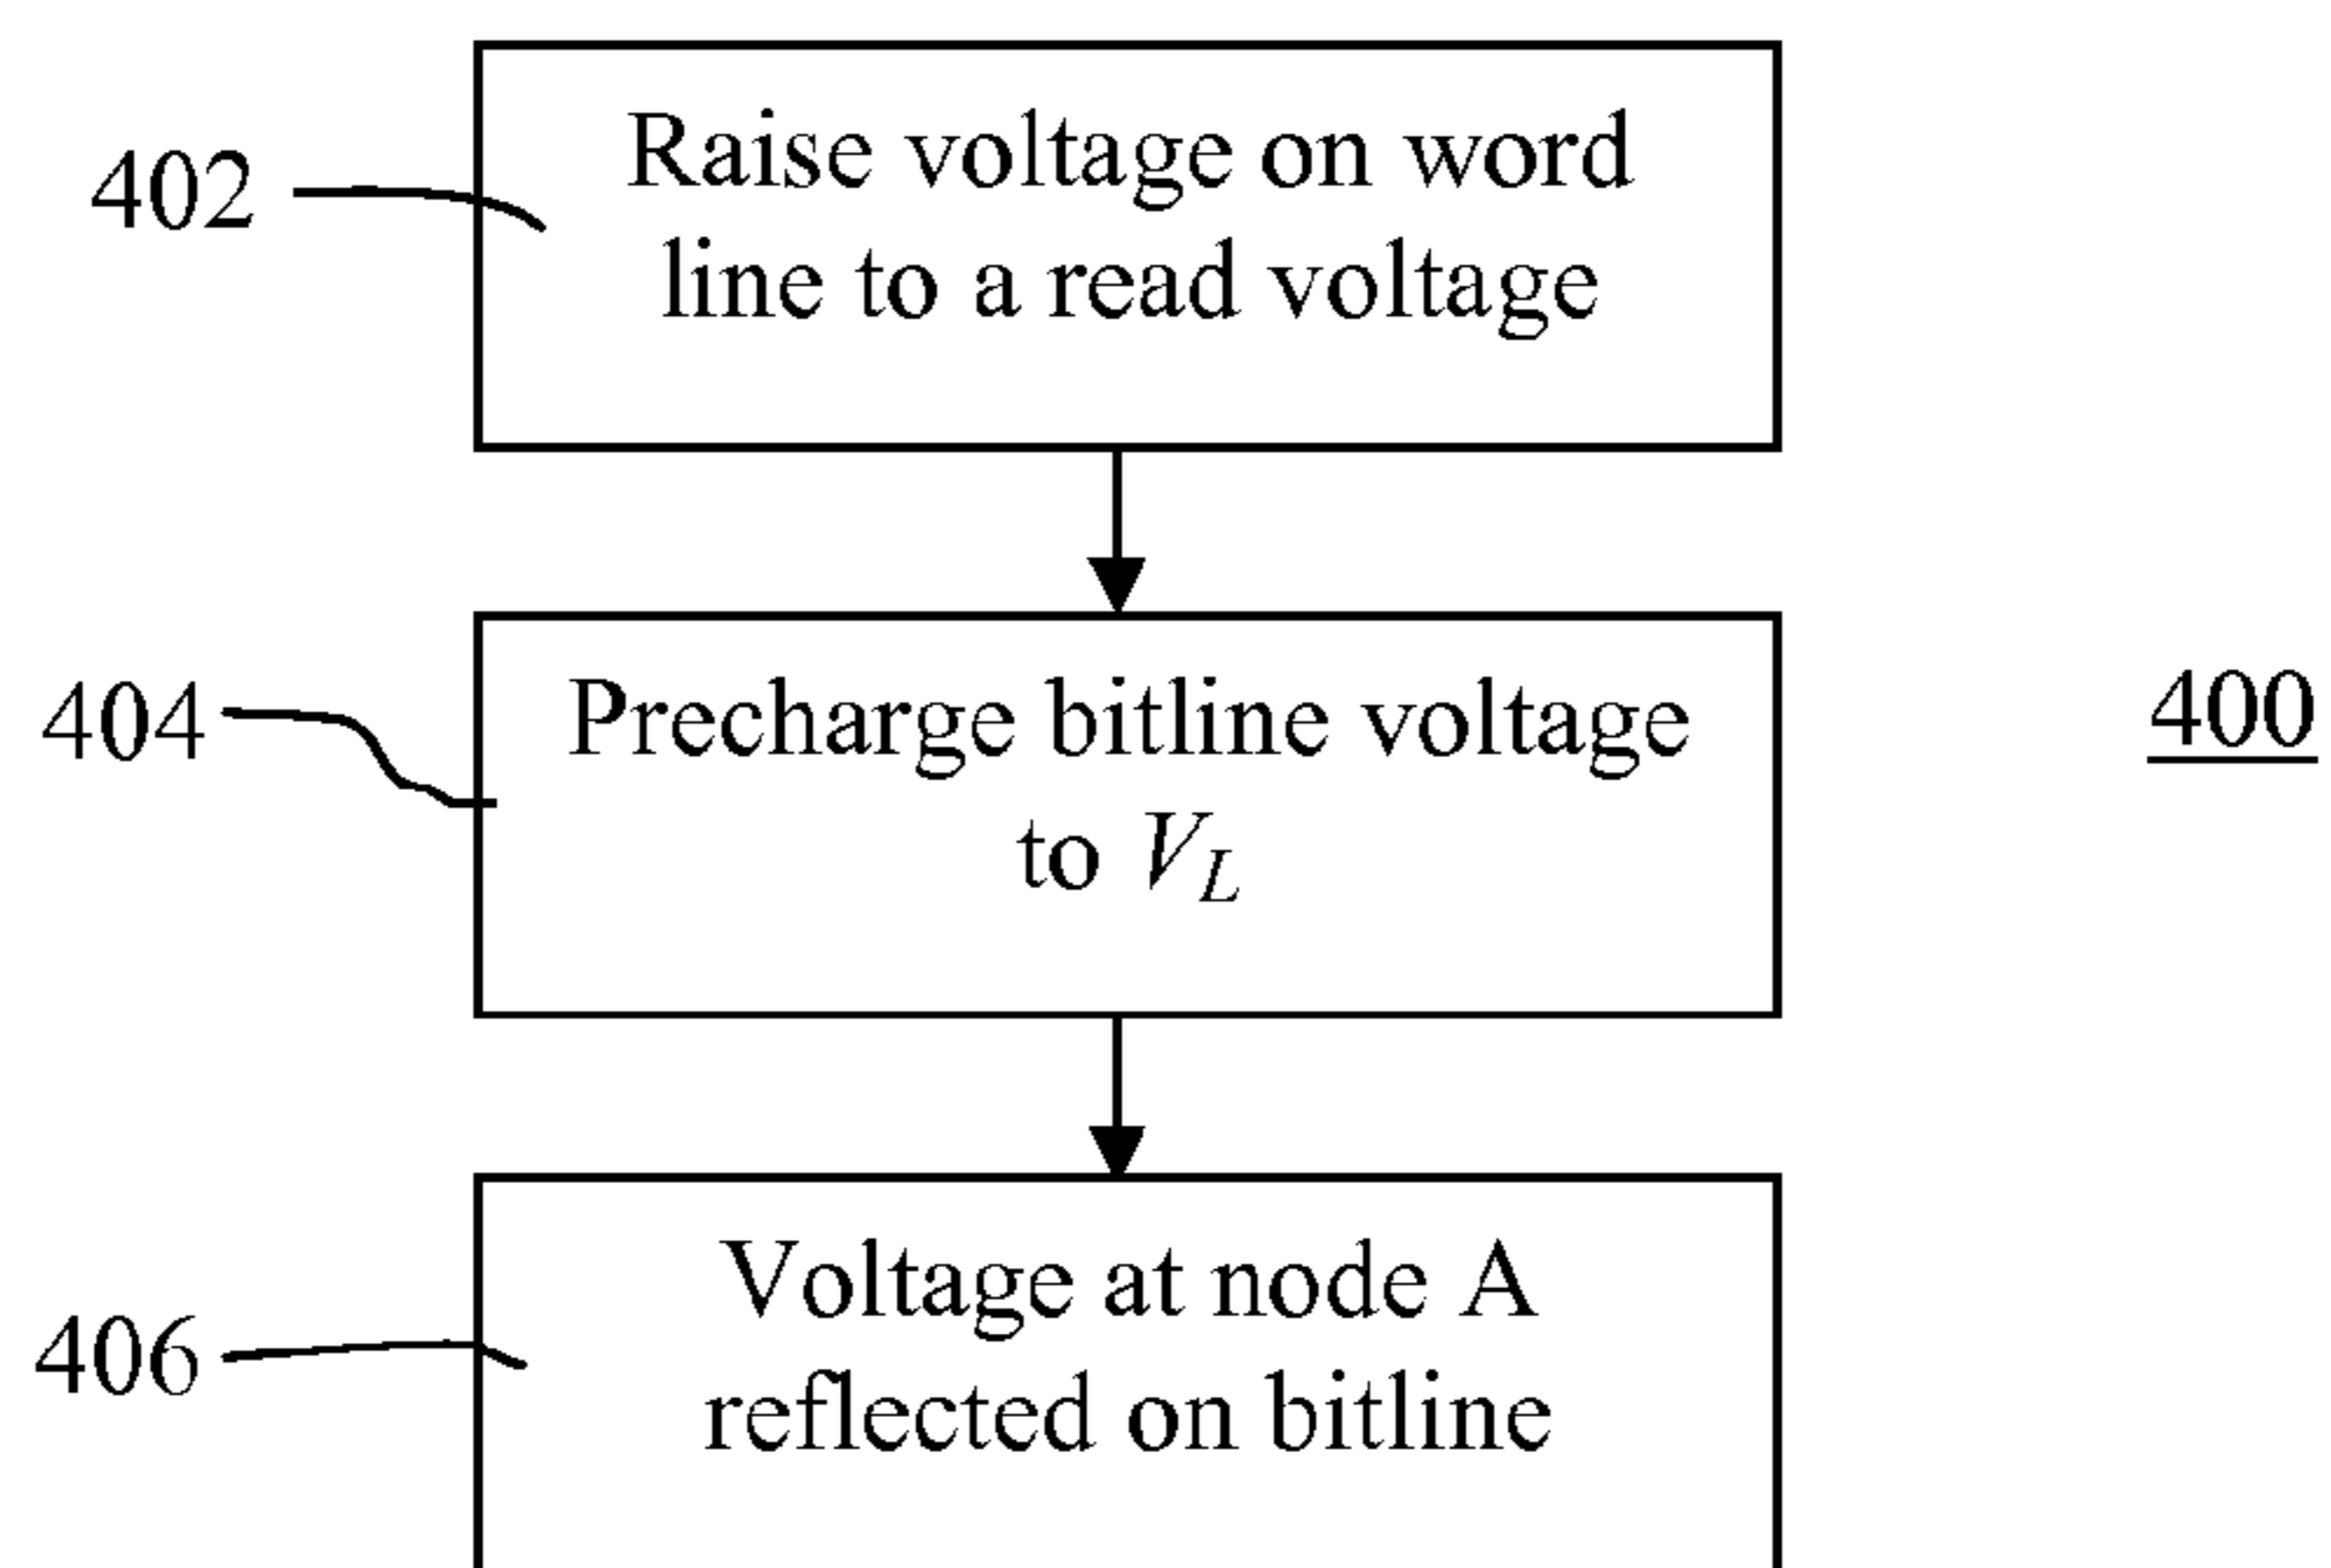 402
Raise voltage on word
line to a read voltage
404
Precharge bitline voltage
to V_L
400
406
Voltage at node A
reflected on bitline